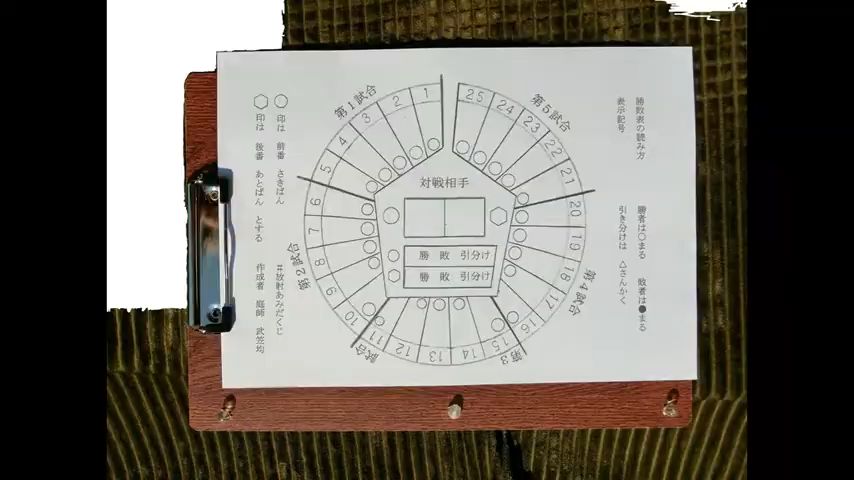 勝敗表の読み方　勝者は○まる　敗者は●まる
表示記号　引き分けは　△さんかく
第1試合
1
2
3
4
5
第2試合
6
7
8
9
10
第3
試合
11
12
13
14
15
第4試合
16
17
18
19
20
第5試合
21
22
23
24
25
対戦相手
勝　敗　引分け
勝　敗　引分け
○印は　前番　さきばん　#放射あみだくじ
⬡印は　後番　あとばん　とする　作成者　庭師　武笠均